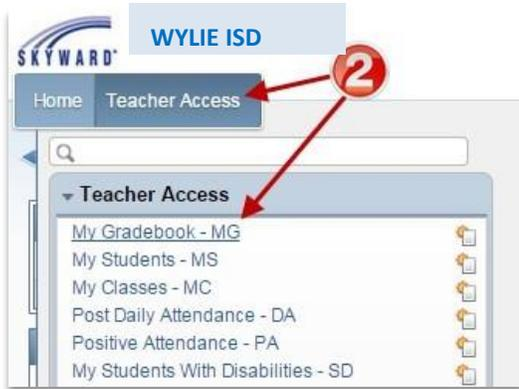 WYLIE ISD
SKYWARD
2
Home Teacher Access
Teacher Access
My Gradebook - MG
My Students - MS
My Classes - MC
Post Daily Attendance - DA
Positive Attendance - PA
My Students With Disabilities - SD